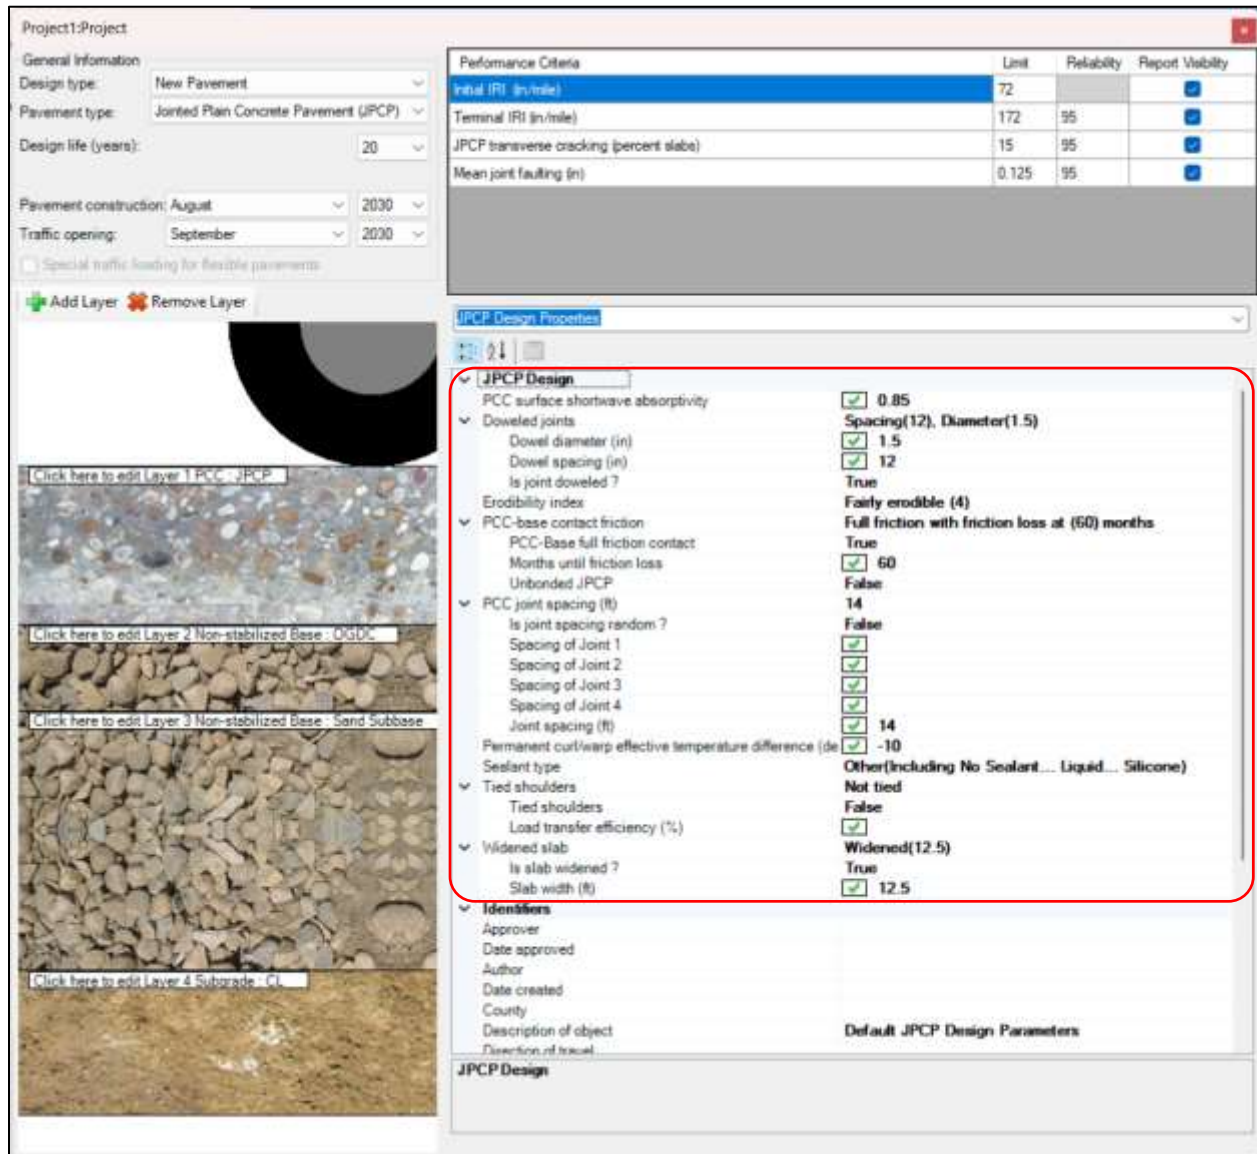 Project1:Project
General Information
Design type: New Pavement
Pavement type: Jointed Plain Concrete Pavement (JPCP)
Design life (years): 20
Pavement construction: August 2030
Traffic opening: September 2030
Special traffic loading for flexible pavements
Add Layer Remove Layer
Click here to edit Layer 1 PCC : JPCP
Click here to edit Layer 2 Non-stabilized Base : OGDC
Click here to edit Layer 3 Non-stabilized Base : Sand Subbase
Click here to edit Layer 4 Subgrade : CL
Performance Criteria Limit Reliability Report Visibility
Initial IRI (in/mile) 72
Terminal IRI (in/mile) 172 95
JPCP transverse cracking (percent slabs) 15 95
Mean joint faulting (in) 0.125 95
JPCP Design Properties
JPCP Design
PCC surface shortwave absorptivity 0.85
Doweled joints Spacing(12), Diameter(1.5)
Dowel diameter (in) 1.5
Dowel spacing (in) 12
Is joint doweled ? True
Erodibility index Fairly erodible (4)
PCC-base contact friction Full friction with friction loss at (60) months
PCC-Base full friction contact True
Months until friction loss 60
Unbonded JPCP False
PCC joint spacing (ft) 14
Is joint spacing random ? False
Spacing of Joint 1
Spacing of Joint 2
Spacing of Joint 3
Spacing of Joint 4
Joint spacing (ft) 14
Permanent curl/warp effective temperature difference (de -10
Sealant type Other(Including No Sealant... Liquid... Silicone)
Tied shoulders Not tied
Tied shoulders False
Load transfer efficiency (%)
Widened slab Widened(12.5)
Is slab widened ? True
Slab width (ft) 12.5
Identifiers
Approver
Date approved
Author
Date created
County
Description of object Default JPCP Design Parameters
Direction of travel
JPCP Design